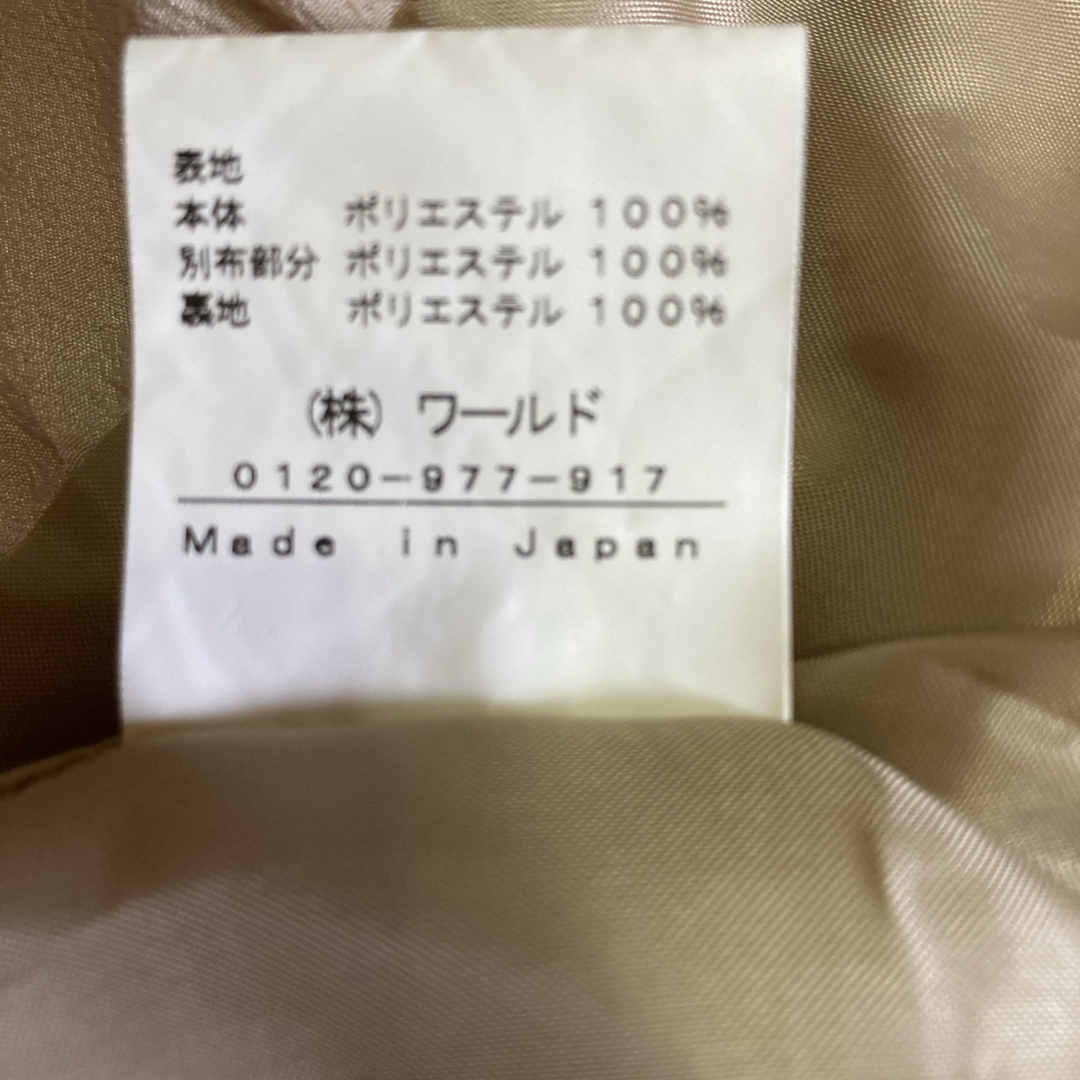 表地
本体 ポリエステル 100%
別布部分 ポリエステル 100%
裏地 ポリエステル 100%
(株) ワールド
0120-977-917
Made in Japan